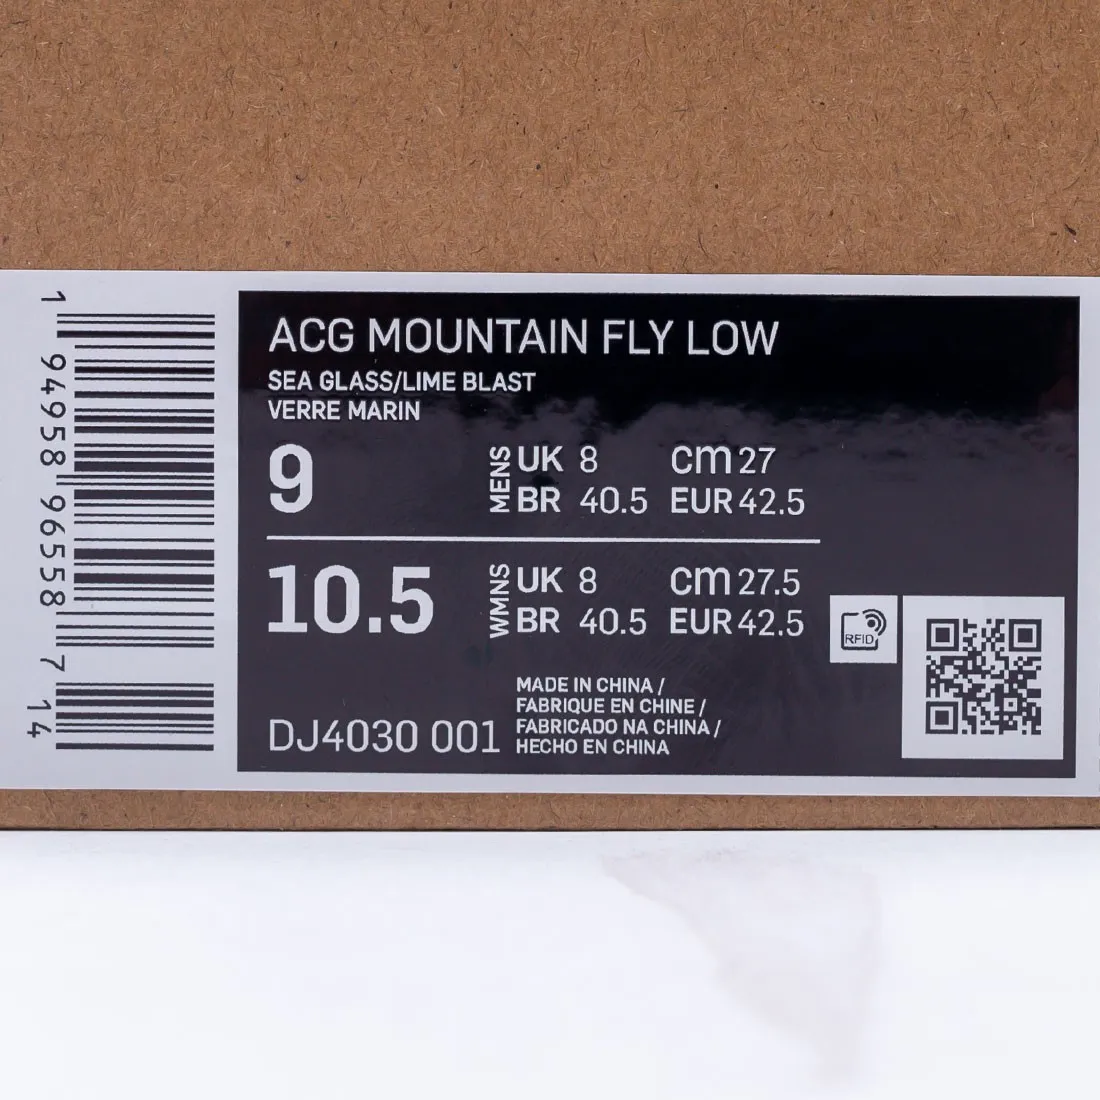 ACG MOUNTAIN FLY LOW
SEA GLASS/LIME BLAST
VERRE MARIN
9
MENS
UK 8 cm 27
BR 40.5 EUR 42.5
10.5
WMNS
UK 8 cm 27.5
BR 40.5 EUR 42.5
RFID
MADE IN CHINA /
FABRIQUE EN CHINE /
FABRICADO NA CHINA /
HECHO EN CHINA
DJ4030 001
1 94958 96558 7 14